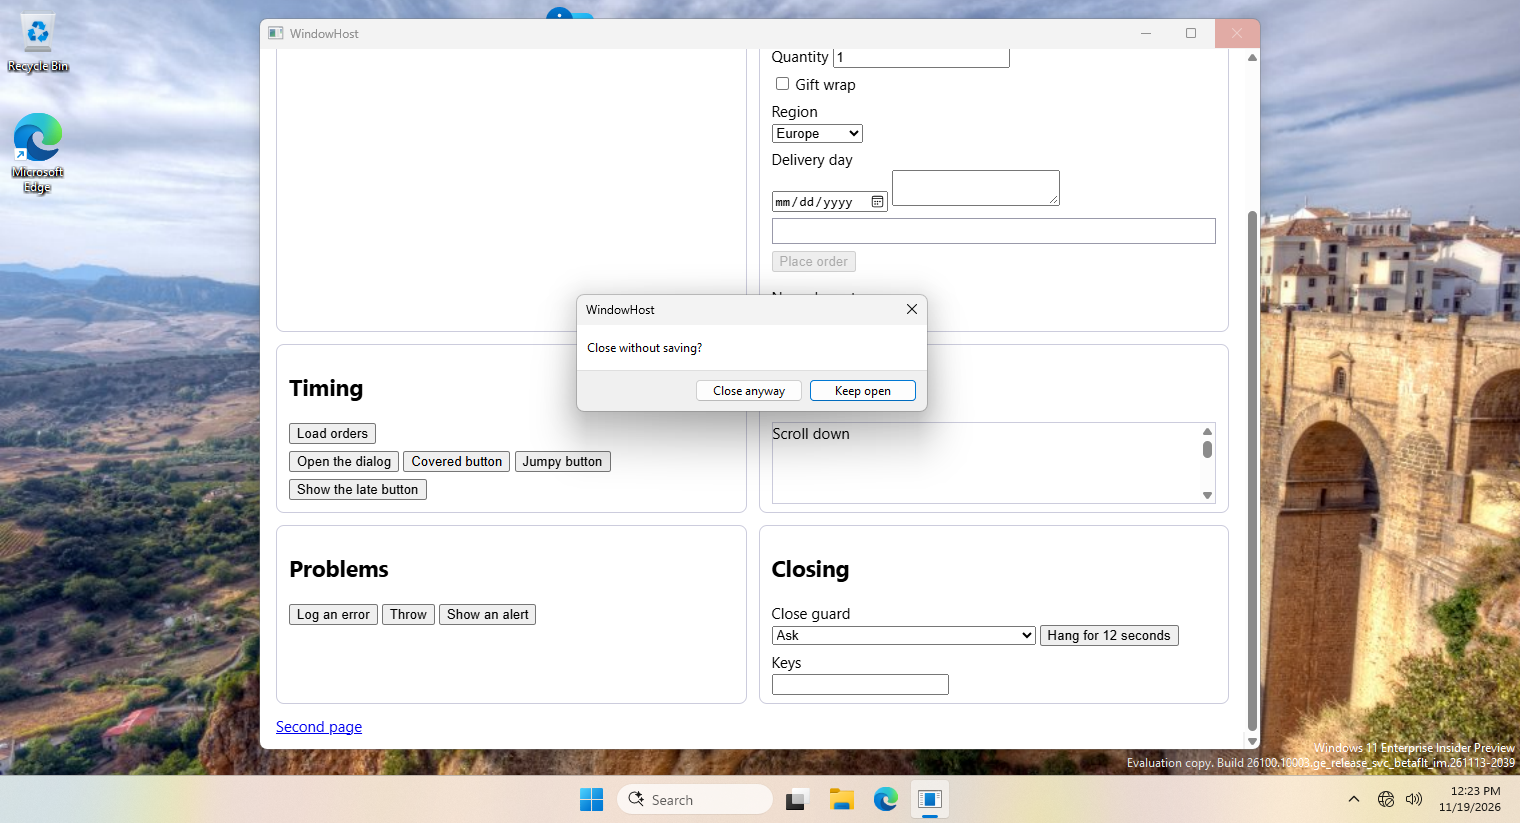 Recycle Bin
Microsoft
Edge
WindowHost
Quantity 1
Gift wrap
Region
Europe
Delivery day
mm/dd/yyyy
Place order
WindowHost
Close without saving?
Close anyway
Keep open
Timing
Load orders
Open the dialog
Covered button
Jumpy button
Show the late button
Scroll down
Problems
Log an error
Throw
Show an alert
Closing
Close guard
Ask
Hang for 12 seconds
Keys
Second page
Windows 11 Enterprise Insider Preview
Evaluation copy. Build 26100.10003.ge_release_svc_betaflt_im.261113-2039
Search
12:23 PM
11/19/2026